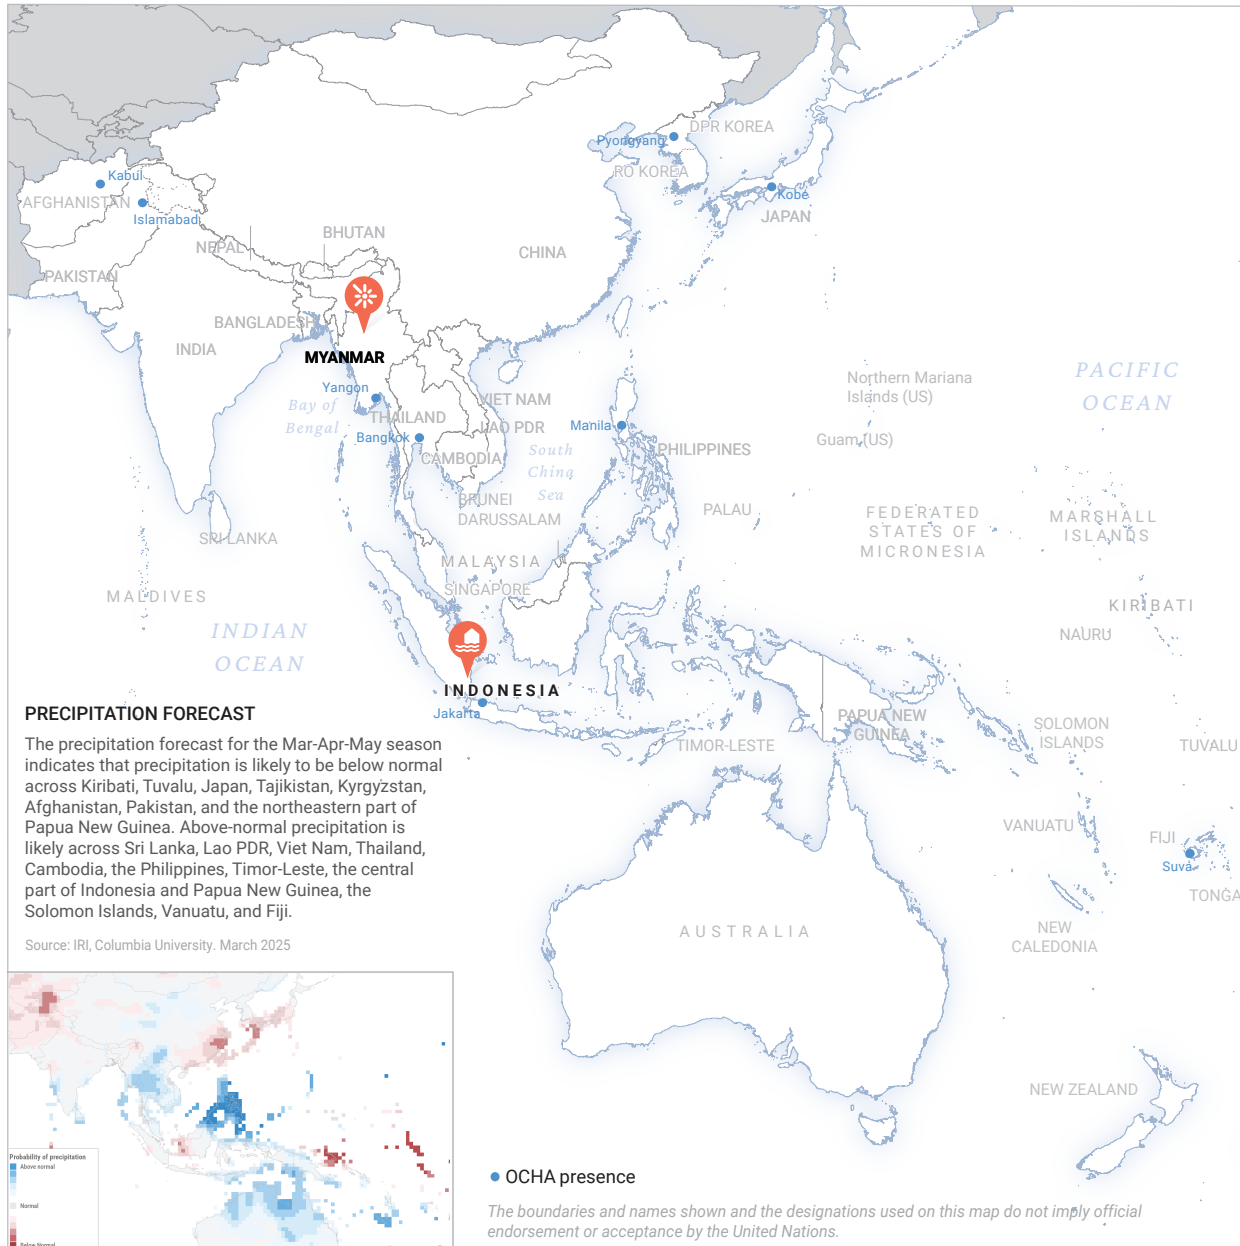 DPR KOREA
Pyongyang
RO KOREA
Kabul
AFGHANISTAN
Islamabad
Kobe
JAPAN
BHUTAN
NEPAL
CHINA
PAKISTAN
BANGLADESH
INDIA
MYANMAR
PACIFIC
OCEAN
Northern Mariana
Islands (US)
Yangon
Bay of
Bengal
VIET NAM
THAILAND
LAO PDR
Manila
Guam (US)
Bangkok
CAMBODIA
South
China
Sea
PHILIPPINES
BRUNEI
DARUSSALAM
PALAU
FEDERATED
STATES OF
MICRONESIA
MARSHALL
ISLANDS
SRI LANKA
MALAYSIA
SINGAPORE
MALDIVES
KIRIBATI
INDIAN
OCEAN
NAURU
INDONESIA
Jakarta
PAPUA NEW
GUINEA
SOLOMON
ISLANDS
TIMOR-LESTE
TUVALU
PRECIPITATION FORECAST
The precipitation forecast for the Mar-Apr-May season
indicates that precipitation is likely to be below normal
across Kiribati, Tuvalu, Japan, Tajikistan, Kyrgyzstan,
Afghanistan, Pakistan, and the northeastern part of
Papua New Guinea. Above-normal precipitation is
likely across Sri Lanka, Lao PDR, Viet Nam, Thailand,
Cambodia, the Philippines, Timor-Leste, the central
part of Indonesia and Papua New Guinea, the
Solomon Islands, Vanuatu, and Fiji.
Source: IRI, Columbia University. March 2025
VANUATU
FIJI
Suva
TONGA
NEW
CALEDONIA
AUSTRALIA
NEW ZEALAND
Probability of precipitation
Above normal
Normal
Below Normal
OCHA presence
The boundaries and names shown and the designations used on this map do not imply official
endorsement or acceptance by the United Nations.